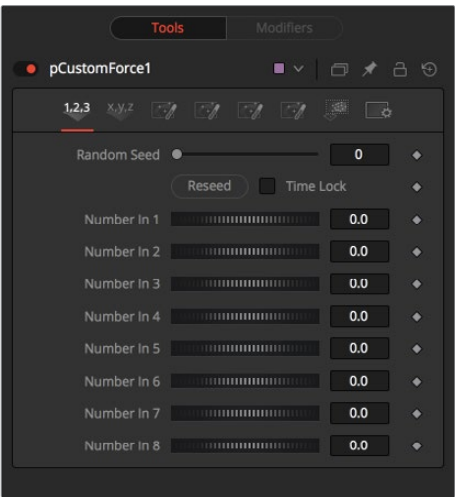 Tools Modifiers
pCustomForce1
1,2,3 x,y,z
Random Seed 0
Reseed Time Lock
Number In 1 0.0
Number In 2 0.0
Number In 3 0.0
Number In 4 0.0
Number In 5 0.0
Number In 6 0.0
Number In 7 0.0
Number In 8 0.0